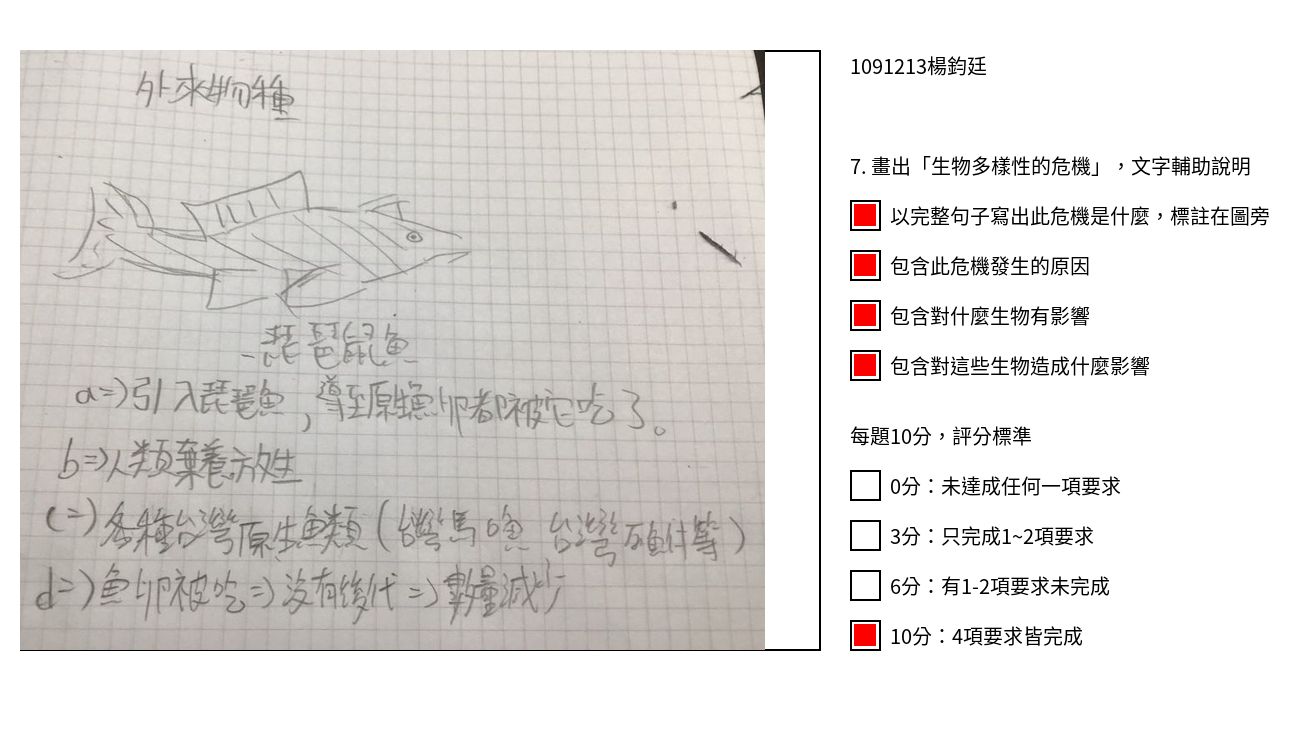 外來物種
琵琶鼠魚
a=>引入琵琶魚,導至原生魚卵都被它吃了。
b=>人類棄養放生
c=>各種台灣原生魚類(台灣馬口魚 台灣石魚件等)
d=>魚卵被吃=>沒有後代=>數量減少
1091213楊鈞廷
7. 畫出「生物多樣性的危機」,文字輔助說明
以完整句子寫出此危機是什麼,標註在圖旁
包含此危機發生的原因
包含對什麼生物有影響
包含對這些生物造成什麼影響
每題10分,評分標準
0分:未達成任何一項要求
3分:只完成1~2項要求
6分:有1-2項要求未完成
10分:4項要求皆完成